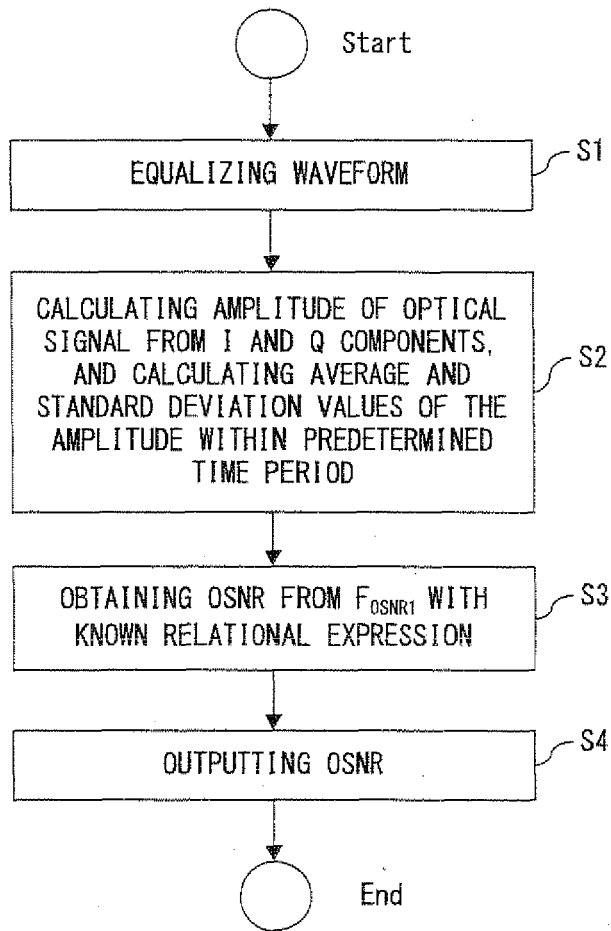 Start
EQUALIZING WAVEFORM
S1
CALCULATING AMPLITUDE OF OPTICAL
SIGNAL FROM I AND Q COMPONENTS,
AND CALCULATING AVERAGE AND
STANDARD DEVIATION VALUES OF THE
AMPLITUDE WITHIN PREDETERMINED
TIME PERIOD
S2
OBTAINING OSNR FROM F_OSNR1 WITH
KNOWN RELATIONAL EXPRESSION
S3
OUTPUTTING OSNR
S4
End